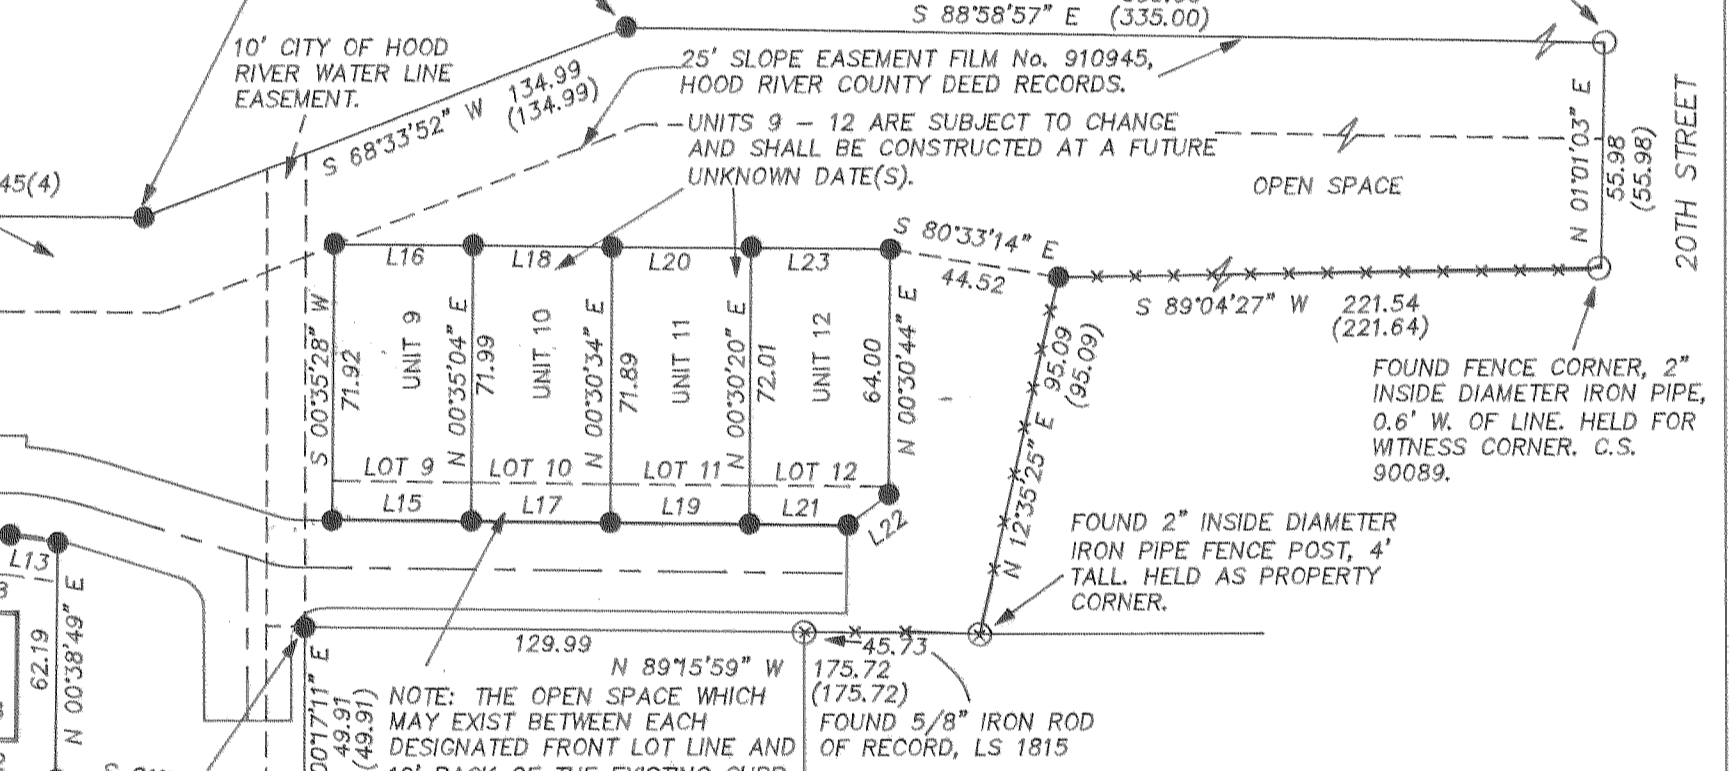 S 88°58'57" E (335.00)
10' CITY OF HOOD
RIVER WATER LINE
EASEMENT.
S 68°33'52" W 134.99
(134.99)
25' SLOPE EASEMENT FILM No. 910945,
HOOD RIVER COUNTY DEED RECORDS.
UNITS 9 – 12 ARE SUBJECT TO CHANGE
AND SHALL BE CONSTRUCTED AT A FUTURE
UNKNOWN DATE(S).
OPEN SPACE
N 01°01'03" E
55.98
(55.98)
20TH STREET
45(4)
L16
L18
L20
L23
S 80°33'14" E
44.52
S 89°04'27" W 221.54
(221.64)
S 00°35'28" W
71.92
UNIT 9
N 00°35'04" E
71.99
UNIT 10
N 00°30'34" E
71.89
UNIT 11
N 00°30'20" E
72.01
UNIT 12
64.00
N 00°30'44" E
N 12°35'25" E 95.09
(95.09)
FOUND FENCE CORNER, 2"
INSIDE DIAMETER IRON PIPE,
0.6' W. OF LINE. HELD FOR
WITNESS CORNER. C.S.
90089.
LOT 9
LOT 10
LOT 11
LOT 12
L15
L17
L19
L21
L22
FOUND 2" INSIDE DIAMETER
IRON PIPE FENCE POST, 4'
TALL. HELD AS PROPERTY
CORNER.
L13
62.19
N 00°38'49" E
129.99
45.73
N 89°15'59" W 175.72
(175.72)
00°17'11" E
49.91
(49.91)
NOTE: THE OPEN SPACE WHICH
MAY EXIST BETWEEN EACH
DESIGNATED FRONT LOT LINE AND
FOUND 5/8" IRON ROD
OF RECORD, LS 1815